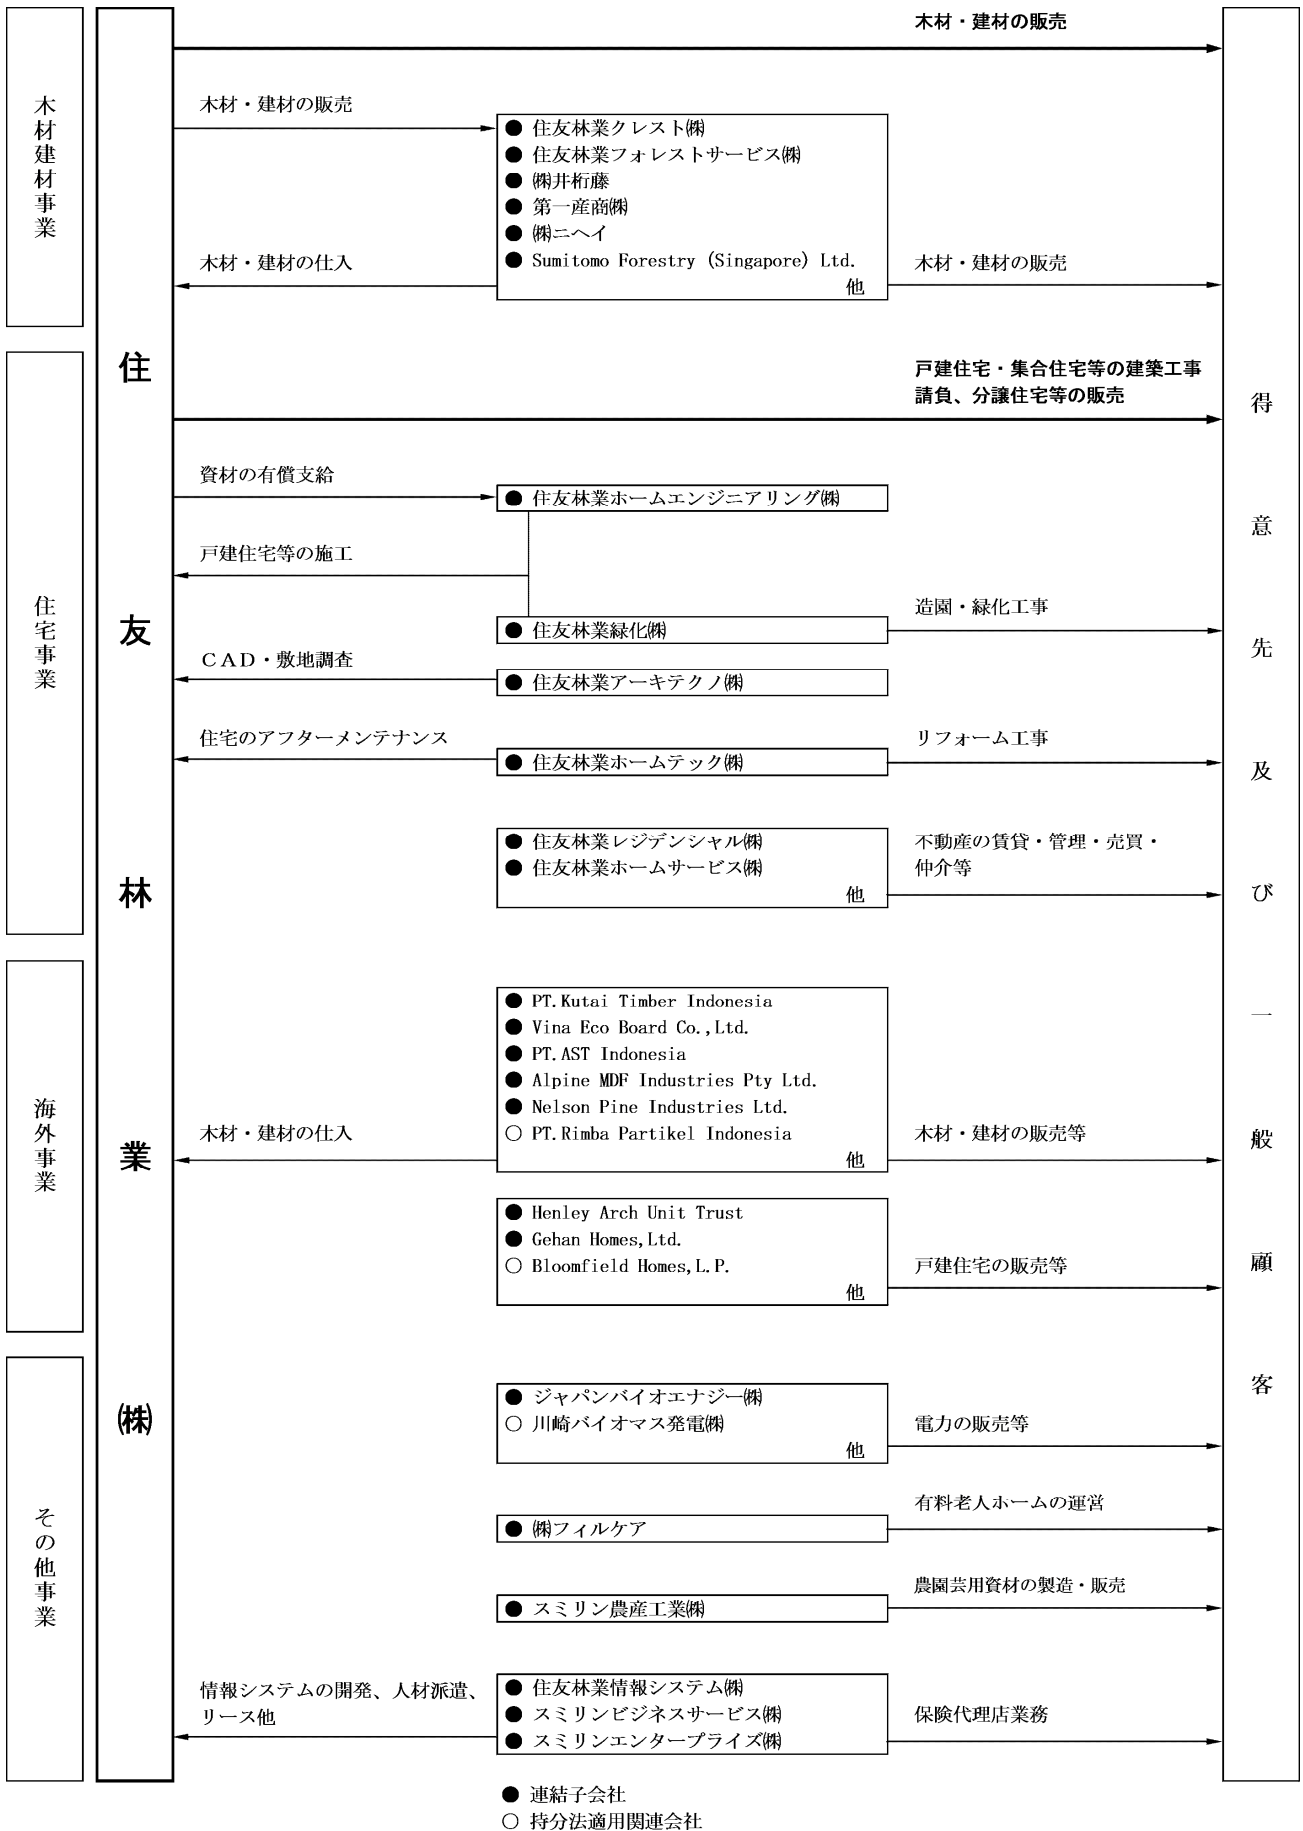 木材建材事業
住友林業㈱
得意先及び一般顧客
木材・建材の販売
木材・建材の販売
● 住友林業クレスト㈱
● 住友林業フォレストサービス㈱
● ㈱井桁藤
● 第一産商㈱
● ㈱ニヘイ
● Sumitomo Forestry (Singapore) Ltd.
他
木材・建材の仕入
木材・建材の販売
住宅事業
戸建住宅・集合住宅等の建築工事
請負、分譲住宅等の販売
資材の有償支給
● 住友林業ホームエンジニアリング㈱
戸建住宅等の施工
● 住友林業緑化㈱
造園・緑化工事
CAD・敷地調査
● 住友林業アーキテクノ㈱
住宅のアフターメンテナンス
● 住友林業ホームテック㈱
リフォーム工事
● 住友林業レジデンシャル㈱
● 住友林業ホームサービス㈱
他
不動産の賃貸・管理・売買・
仲介等
海外事業
● PT.Kutai Timber Indonesia
● Vina Eco Board Co.,Ltd.
● PT.AST Indonesia
● Alpine MDF Industries Pty Ltd.
● Nelson Pine Industries Ltd.
○ PT.Rimba Partikel Indonesia
他
木材・建材の仕入
木材・建材の販売等
● Henley Arch Unit Trust
● Gehan Homes,Ltd.
○ Bloomfield Homes,L.P.
他
戸建住宅の販売等
その他事業
● ジャパンバイオエナジー㈱
○ 川崎バイオマス発電㈱
他
電力の販売等
● ㈱フィルケア
有料老人ホームの運営
● スミリン農産工業㈱
農園芸用資材の製造・販売
情報システムの開発、人材派遣、
リース他
● 住友林業情報システム㈱
● スミリンビジネスサービス㈱
● スミリンエンタープライズ㈱
保険代理店業務
● 連結子会社
○ 持分法適用関連会社